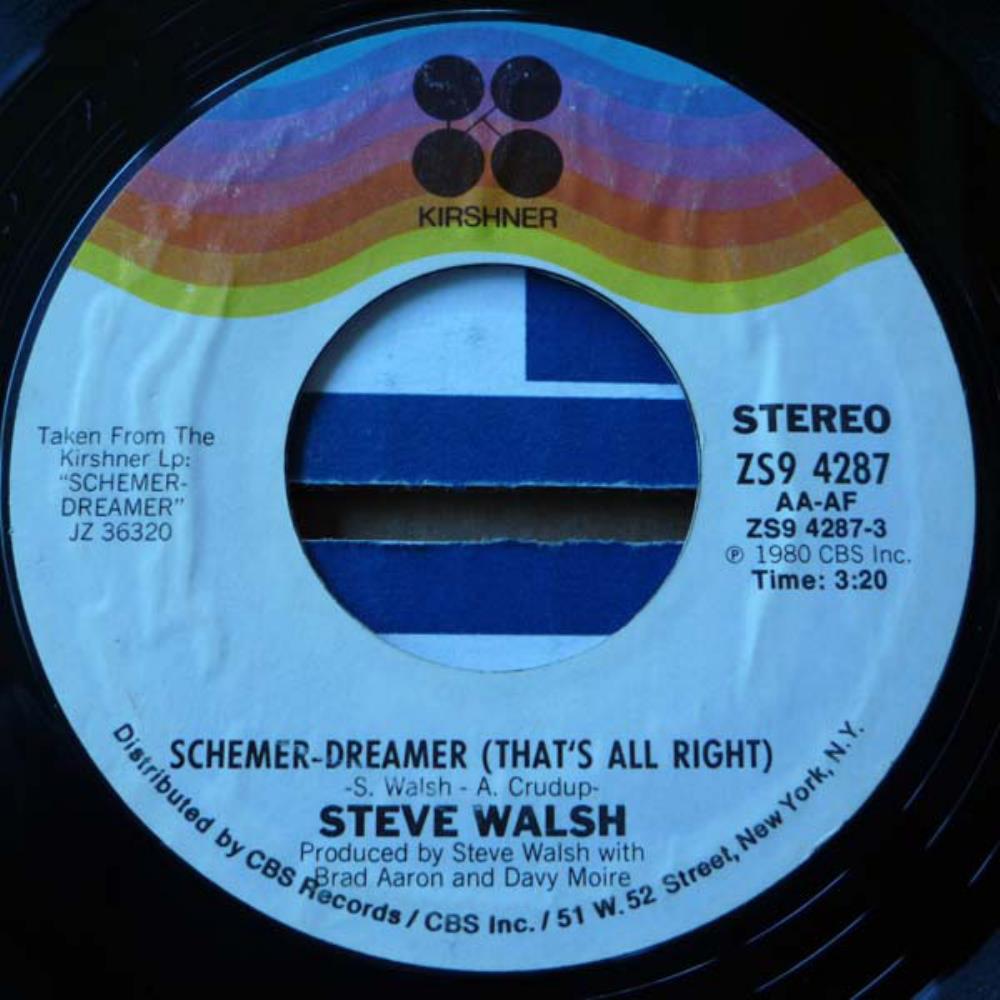 KIRSHNER
Taken From The
Kirshner Lp:
"SCHEMER-
DREAMER"
JZ 36320
STEREO
ZS9 4287
AA-AF
ZS9 4287-3
Ⓟ 1980 CBS Inc.
Time: 3:20
SCHEMER-DREAMER (THAT'S ALL RIGHT)
-S. Walsh - A. Crudup-
STEVE WALSH
Produced by Steve Walsh with
Brad Aaron and Davy Moire
Distributed by CBS Records / CBS Inc. / 51 W. 52 Street, New York, N.Y.